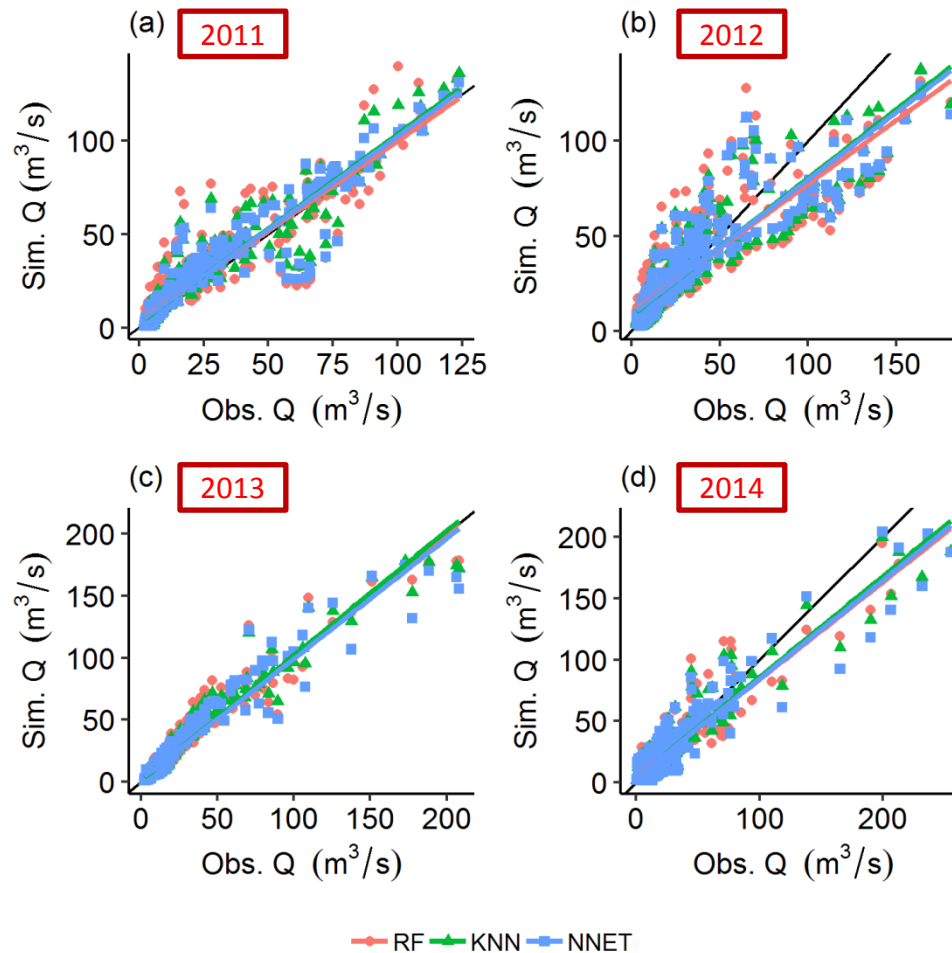 (a) 2011
Sim. Q (m³/s)
100
50
0
0 25 50 75 100 125
Obs. Q (m³/s)
(b) 2012
Sim. Q (m³/s)
100
50
0
0 50 100 150
Obs. Q (m³/s)
(c) 2013
Sim. Q (m³/s)
200
150
100
50
0
0 50 100 150 200
Obs. Q (m³/s)
(d) 2014
Sim. Q (m³/s)
200
150
100
50
0
0 100 200
Obs. Q (m³/s)
RF KNN NNET